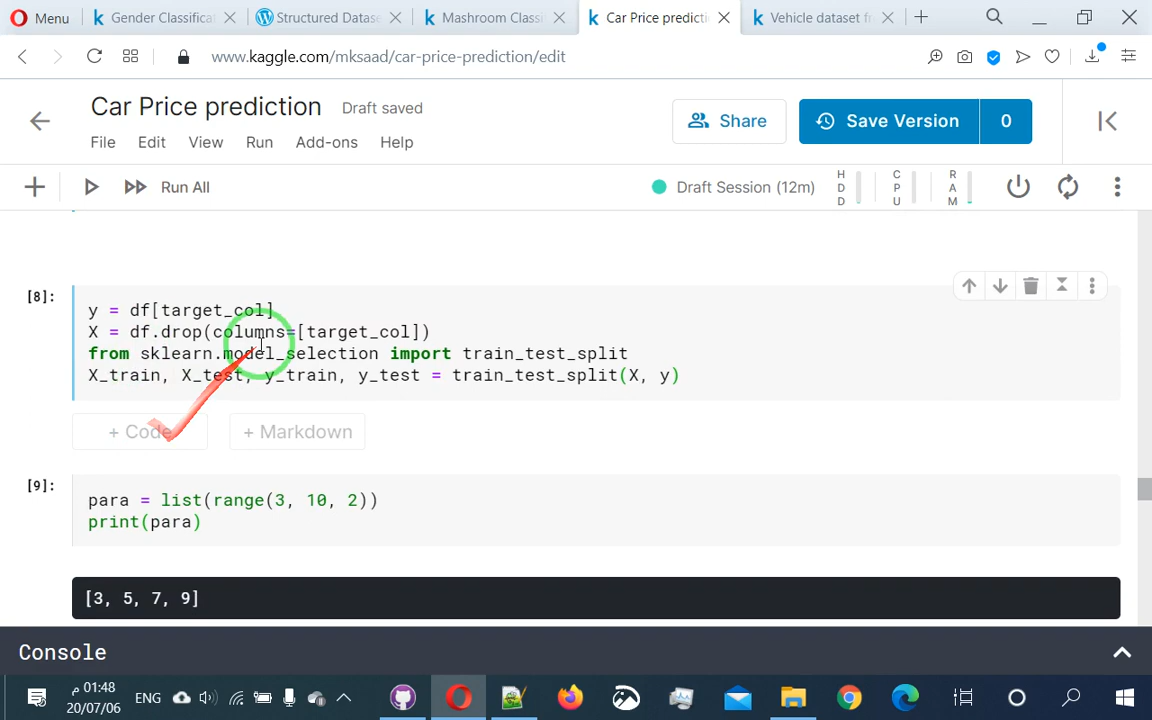 Menu
Gender Classificat
Structured Datase
Mashroom Classi
Car Price predicti
Vehicle dataset fr
www.kaggle.com/mksaad/car-price-prediction/edit
Car Price prediction
Draft saved
File Edit View Run Add-ons Help
Share
Save Version
0
Run All
Draft Session (12m)
HDD
CPU
RAM
[8]:
y = df[target_col]
X = df.drop(columns=[target_col])
from sklearn.model_selection import train_test_split
X_train, X_test, y_train, y_test = train_test_split(X, y)
+ Code
+ Markdown
[9]:
para = list(range(3, 10, 2))
print(para)
[3, 5, 7, 9]
Console
01:48 م
20/07/06
ENG